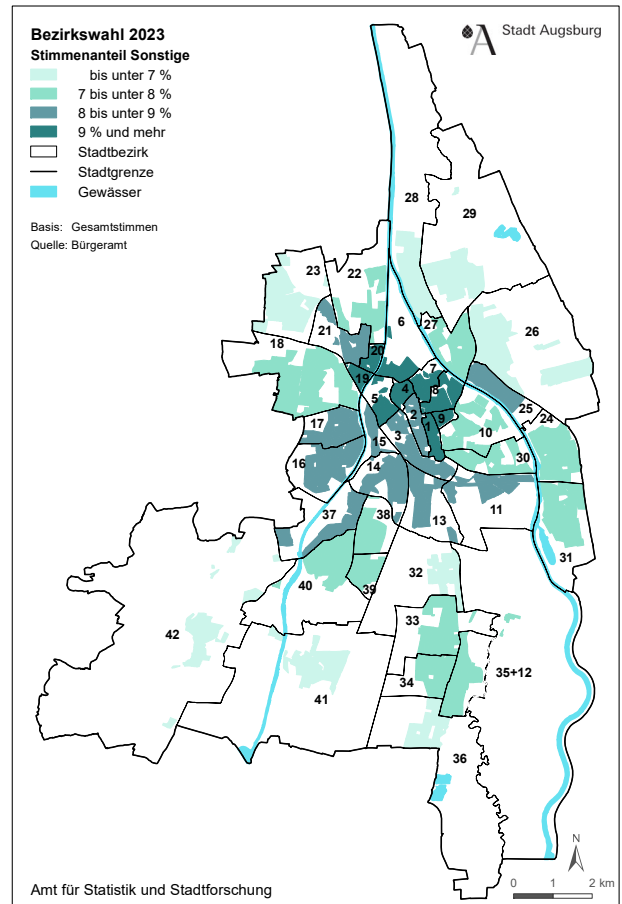 Bezirkswahl 2023
Stimmenanteil Sonstige
bis unter 7 %
7 bis unter 8 %
8 bis unter 9 %
9 % und mehr
Stadtbezirk
Stadtgrenze
Gewässer
Basis: Gesamtstimmen
Quelle: Bürgeramt
A Stadt Augsburg
28
29
23
22
21
6
27
26
18
20
19
7
4
8
5
25
24
17
2
9
1
10
15
3
30
16
14
37
38
13
11
31
32
40
39
33
42
34
35+12
41
36
N
0 1 2 km
Amt für Statistik und Stadtforschung